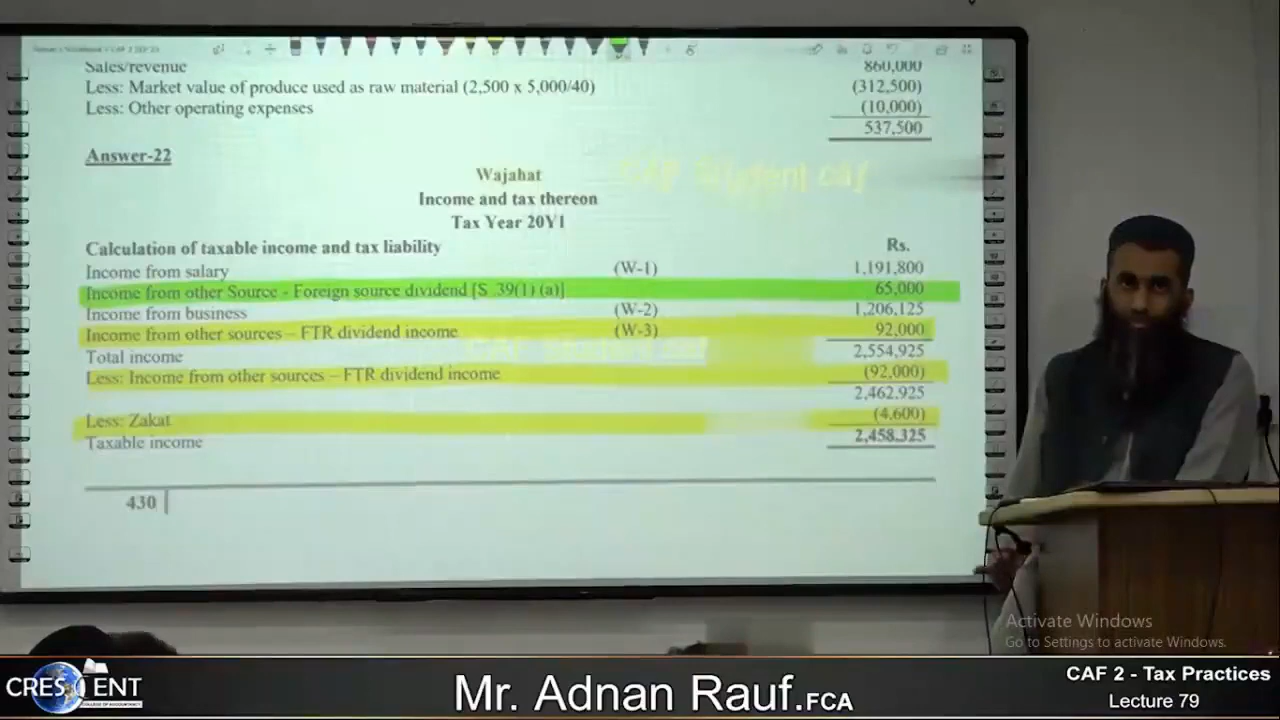 Sales/revenue 860,000
Less: Market value of produce used as raw material (2,500 x 5,000/40) (312,500)
Less: Other operating expenses (10,000)
537,500
Answer-22
CAF Student caf
Wajahat
Income and tax thereon
Tax Year 20Y1
Calculation of taxable income and tax liability Rs.
Income from salary (W-1) 1,191,800
Income from other Source - Foreign source dividend [S .39(1) (a)] 65,000
Income from business (W-2) 1,206,125
Income from other sources – FTR dividend income (W-3) 92,000
Total income 2,554,925
Less: Income from other sources – FTR dividend income (92,000)
2,462,925
Less: Zakat (4,600)
Taxable income 2,458,325
430
Activate Windows
Go to Settings to activate Windows.
CRESCENT
COLLEGE OF ACCOUNTANCY
Mr. Adnan Rauf.FCA
CAF 2 - Tax Practices
Lecture 79